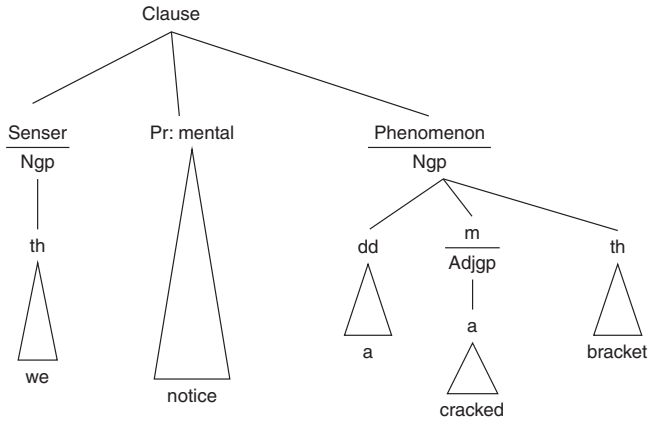 Clause
Senser
Ngp
Pr: mental
Phenomenon
Ngp
th
dd
m
Adjgp
th
a
a
bracket
we
notice
cracked